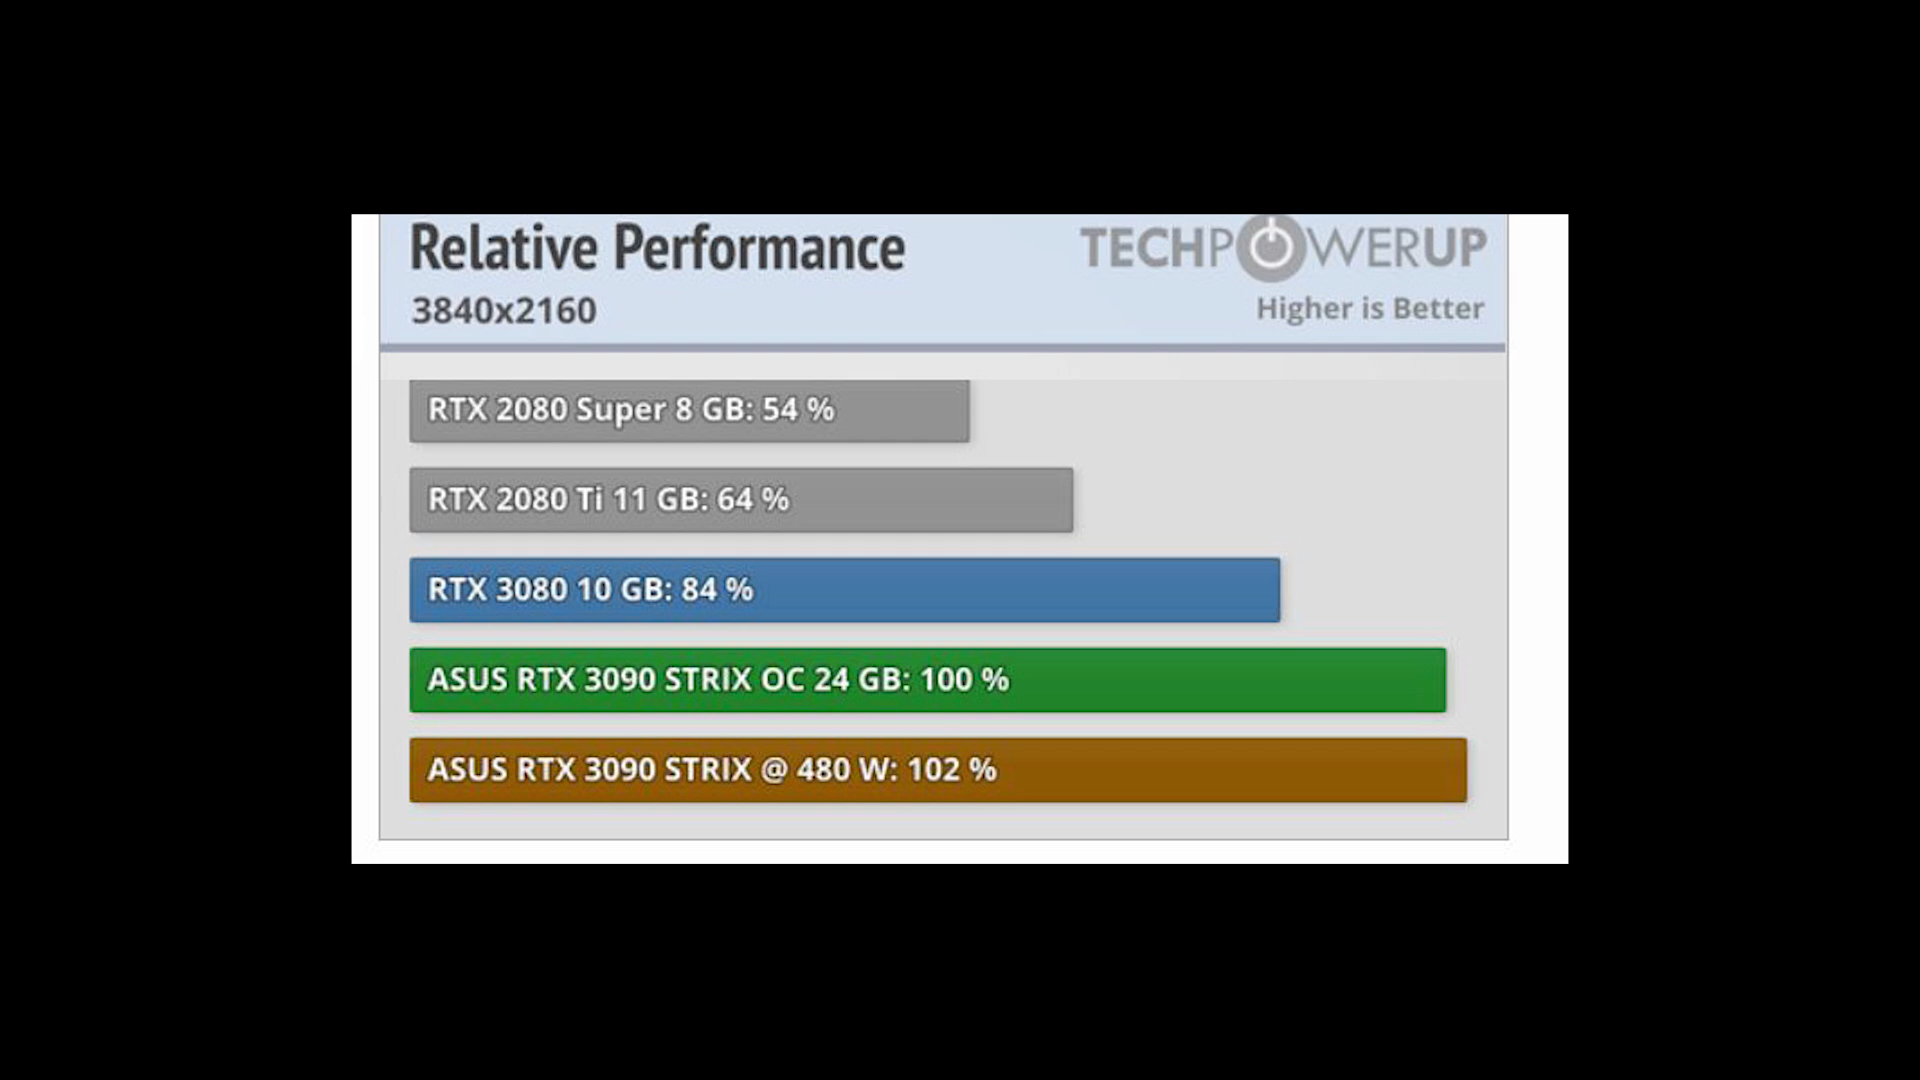 Relative Performance
TECHPOWERUP
3840x2160
Higher is Better
RTX 2080 Super 8 GB: 54 %
RTX 2080 Ti 11 GB: 64 %
RTX 3080 10 GB: 84 %
ASUS RTX 3090 STRIX OC 24 GB: 100 %
ASUS RTX 3090 STRIX @ 480 W: 102 %